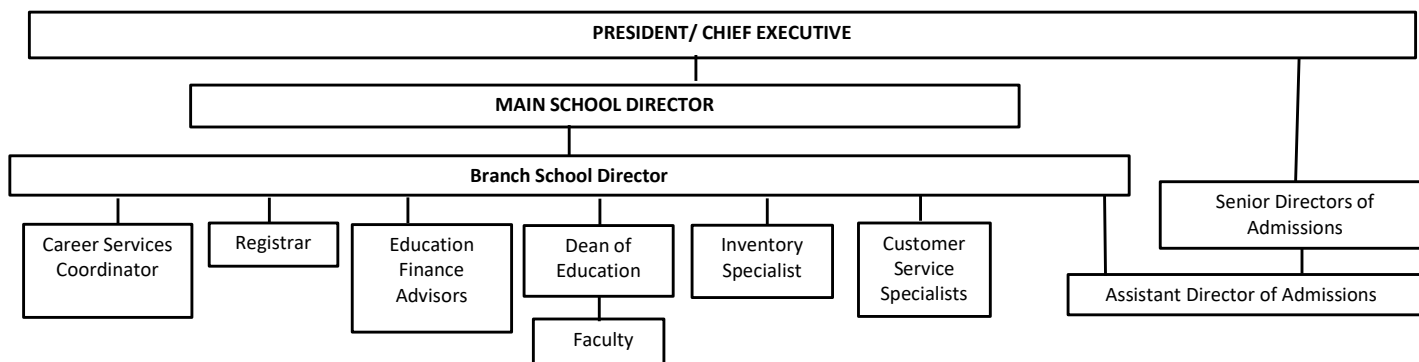 PRESIDENT/ CHIEF EXECUTIVE
MAIN SCHOOL DIRECTOR
Branch School Director
Career Services
Coordinator
Registrar
Education
Finance
Advisors
Dean of
Education
Inventory
Specialist
Customer
Service
Specialists
Senior Directors of
Admissions
Assistant Director of Admissions
Faculty